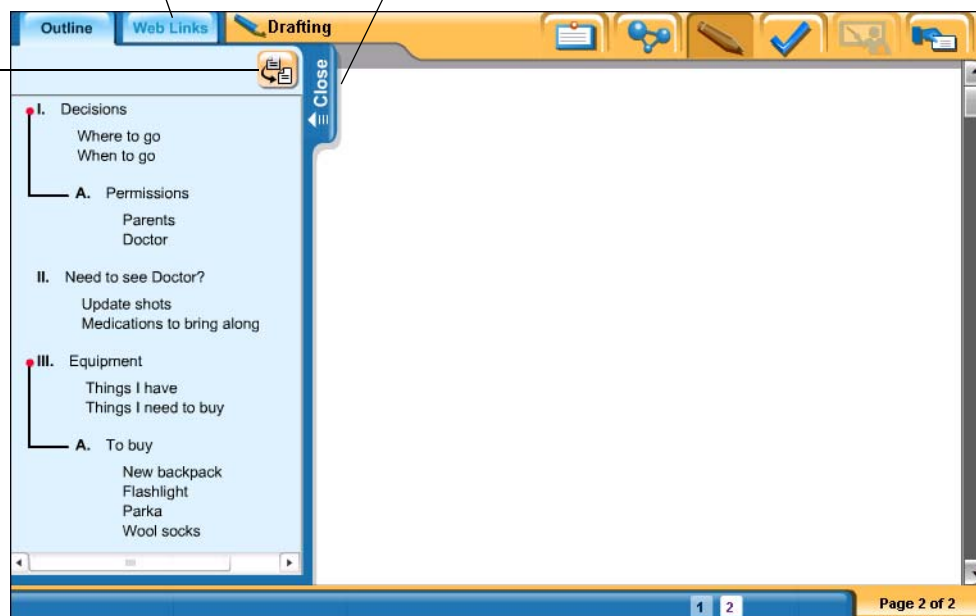 Outline
Web Links
Drafting
Close
I. Decisions
Where to go
When to go
A. Permissions
Parents
Doctor
II. Need to see Doctor?
Update shots
Medications to bring along
III. Equipment
Things I have
Things I need to buy
A. To buy
New backpack
Flashlight
Parka
Wool socks
1 2
Page 2 of 2